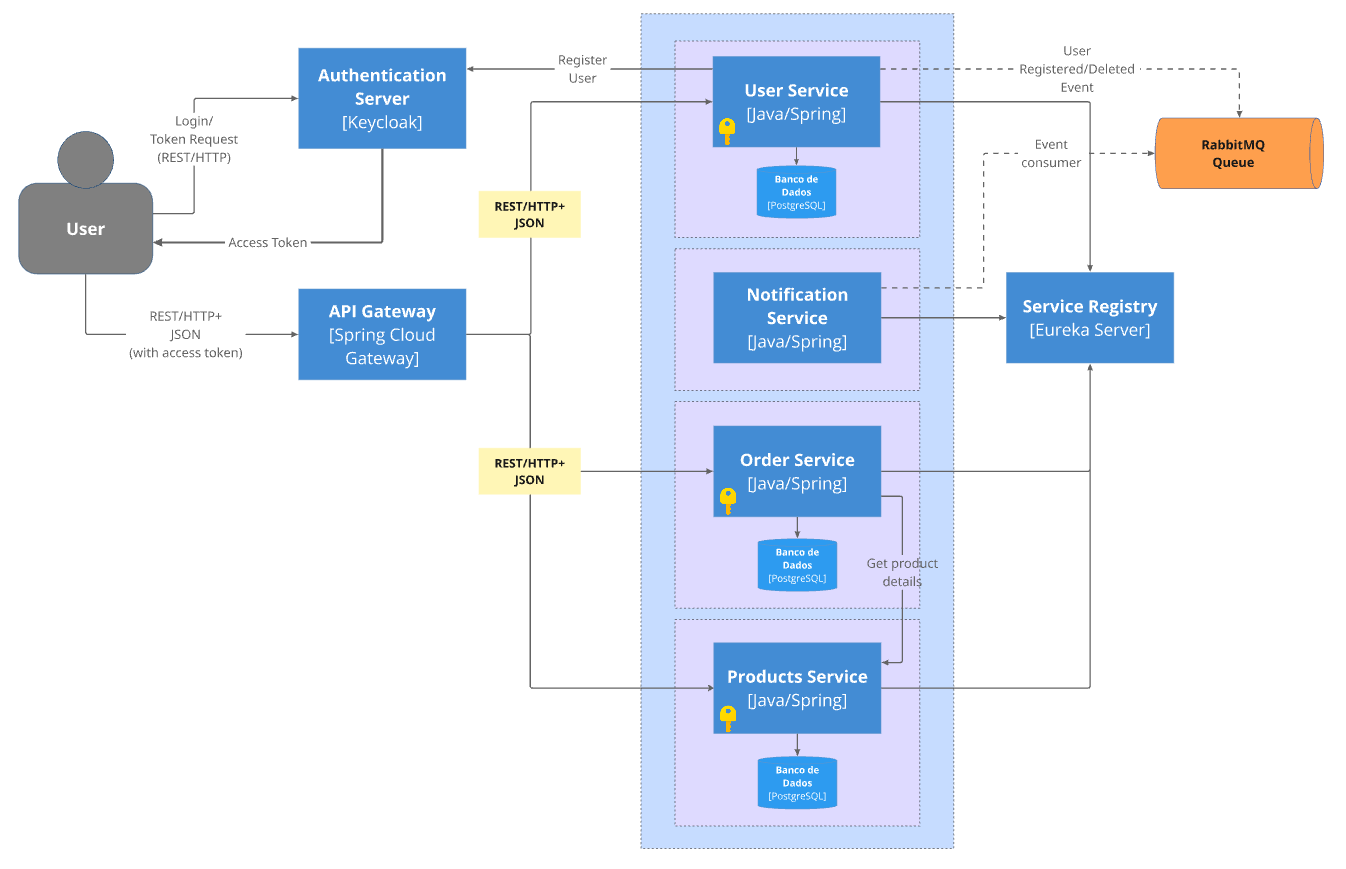 Authentication
Server
[Keycloak]
Login/
Token Request
(REST/HTTP)
User
Access Token
REST/HTTP+
JSON
(with access token)
API Gateway
[Spring Cloud
Gateway]
REST/HTTP+
JSON
REST/HTTP+
JSON
Register
User
User Service
[Java/Spring]
Banco de
Dados
[PostgreSQL]
User
Registered/Deleted
Event
Event
consumer
RabbitMQ
Queue
Notification
Service
[Java/Spring]
Service Registry
[Eureka Server]
Order Service
[Java/Spring]
Banco de
Dados
[PostgreSQL]
Get product
details
Products Service
[Java/Spring]
Banco de
Dados
[PostgreSQL]